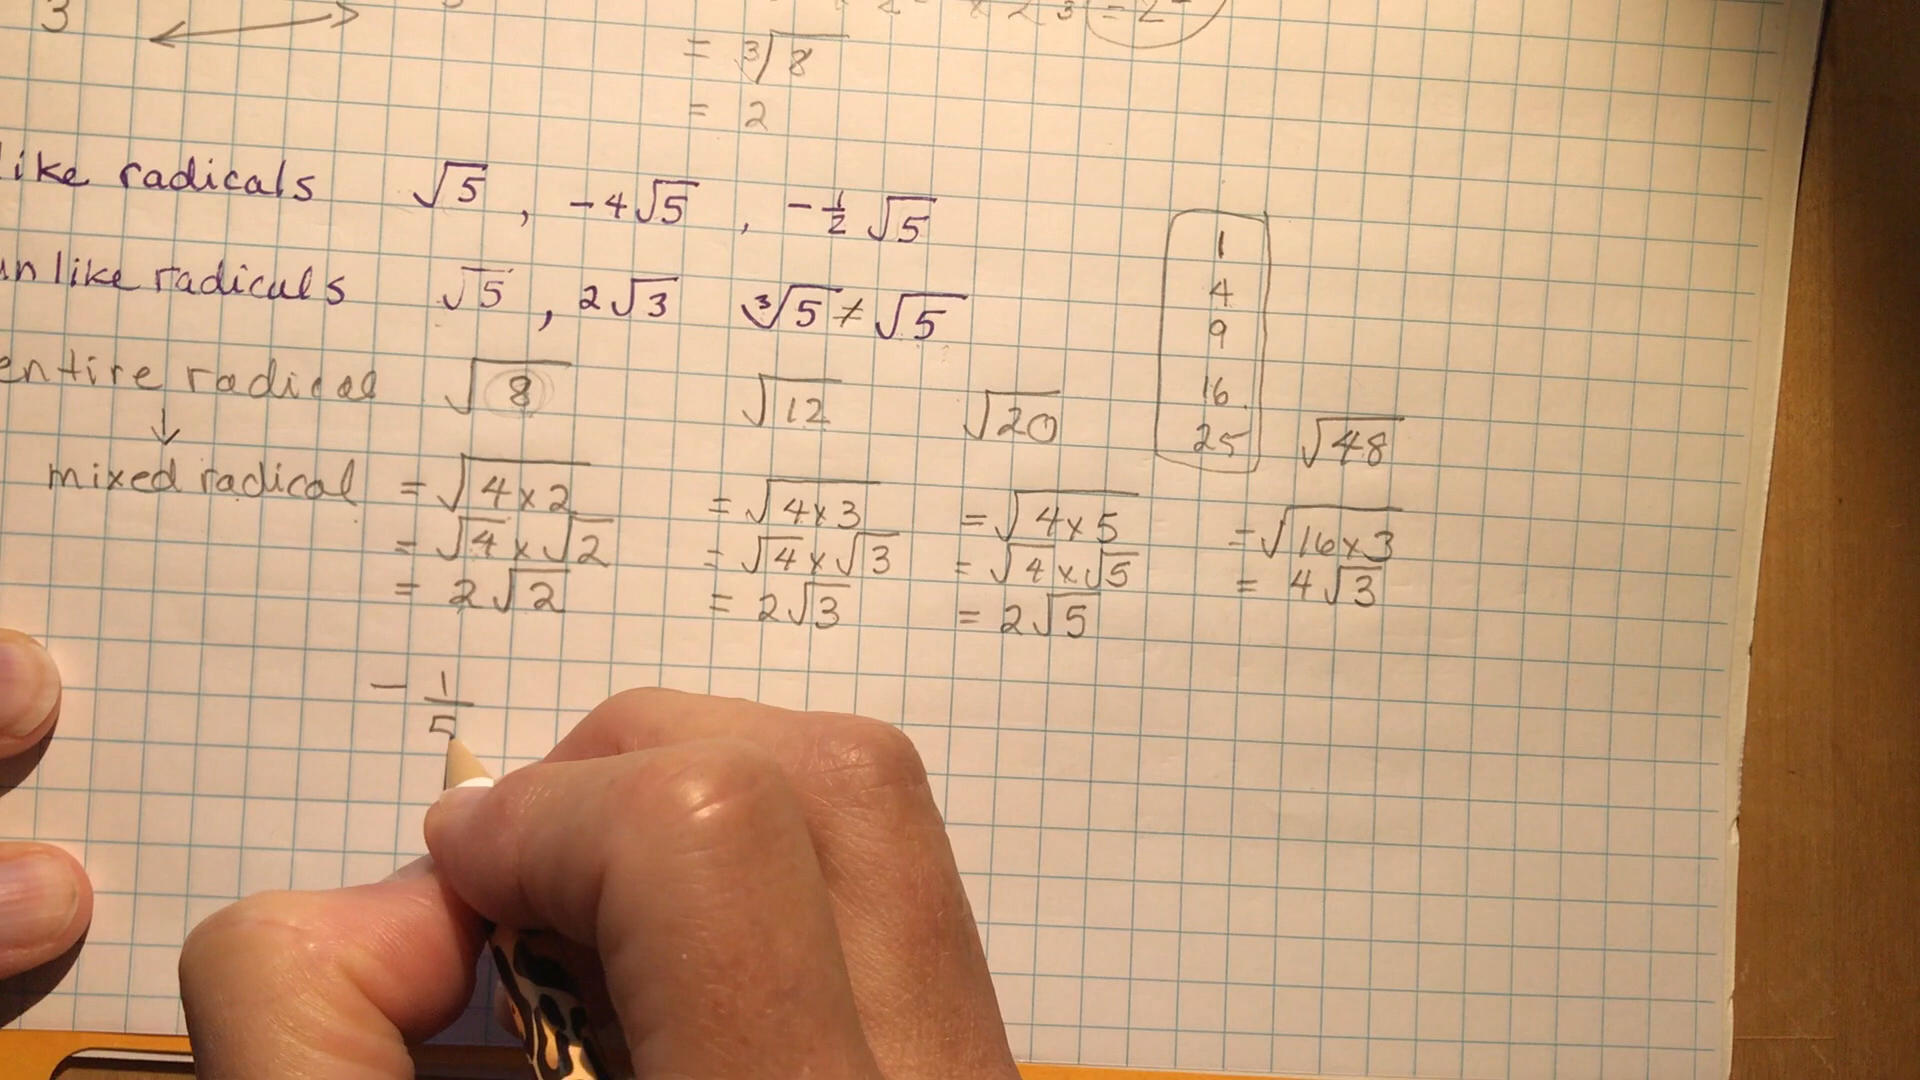 3
= ∛8
= 2
like radicals √5 , -4√5 , -1/2 √5
unlike radicals √5 , 2√3 ∛5 ≠ √5
1
4
9
16
25
entire radical √8 √12 √20 √48
↓
mixed radical = √4×2 = √4×3 = √4×5 = √16×3
= √4 × √2 = √4 × √3 = √4 × √5 = 4√3
= 2√2 = 2√3 = 2√5
- 1/5